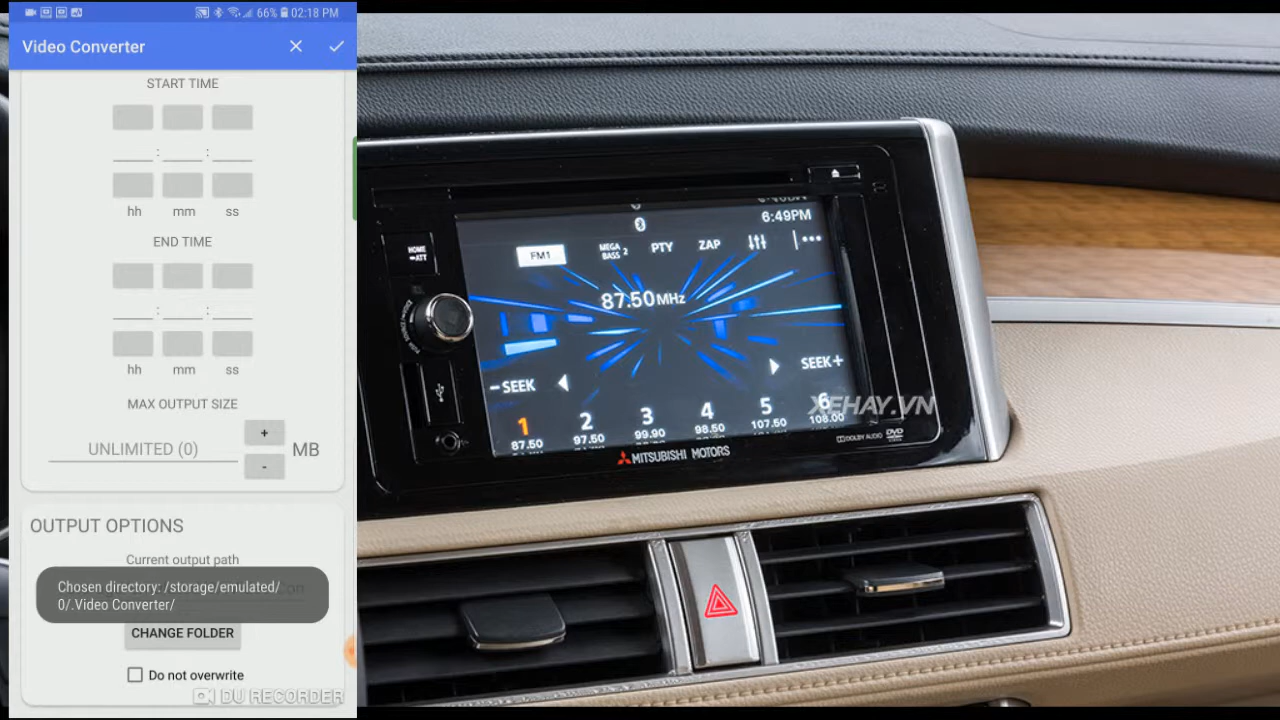 66% 02:18 PM
Video Converter
START TIME
: :
hh mm ss
END TIME
: :
hh mm ss
MAX OUTPUT SIZE
UNLIMITED (0)
+
-
MB
OUTPUT OPTIONS
Current output path
Chosen directory: /storage/emulated/
0/.Video Converter/
CHANGE FOLDER
Do not overwrite
DU RECORDER
6:49PM
HOME
ATT
FM1
MEGA
BASS 2
PTY
ZAP
87.50MHz
-SEEK
SEEK+
1 2 3 4 5 6
87.50 97.50 99.90 98.50 107.50 108.00
XEHAY.VN
MITSUBISHI MOTORS
DOLBY AUDIO
DVD